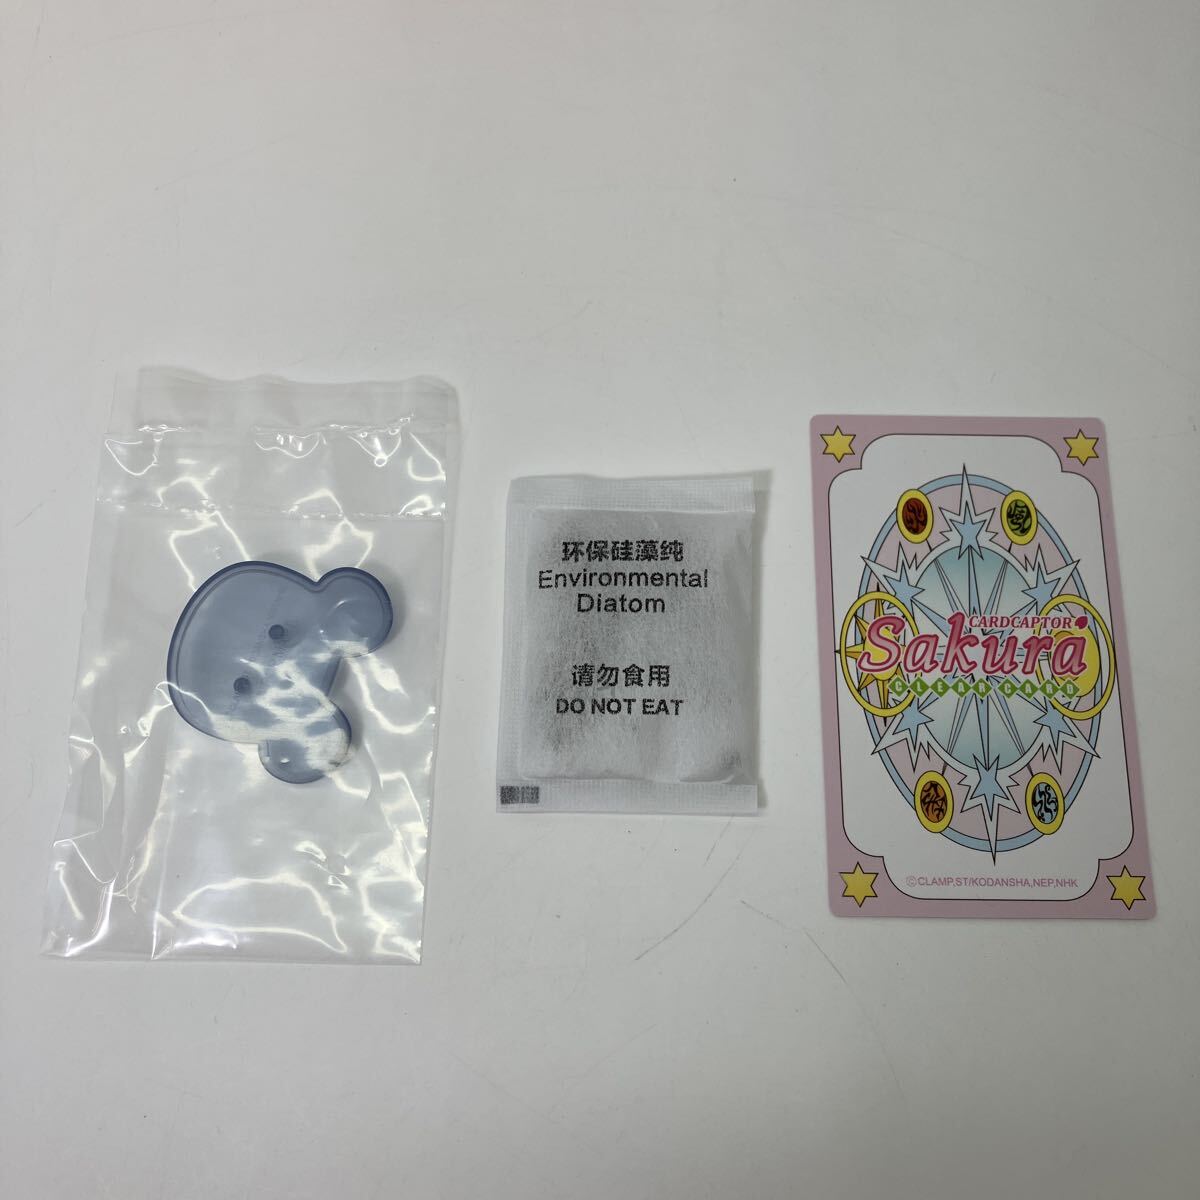 环保硅藻纯
Environmental
Diatom
请勿食用
DO NOT EAT
CARDCAPTOR
Sakura
CLEAR CARD
©CLAMP,ST/KODANSHA,NEP,NHK